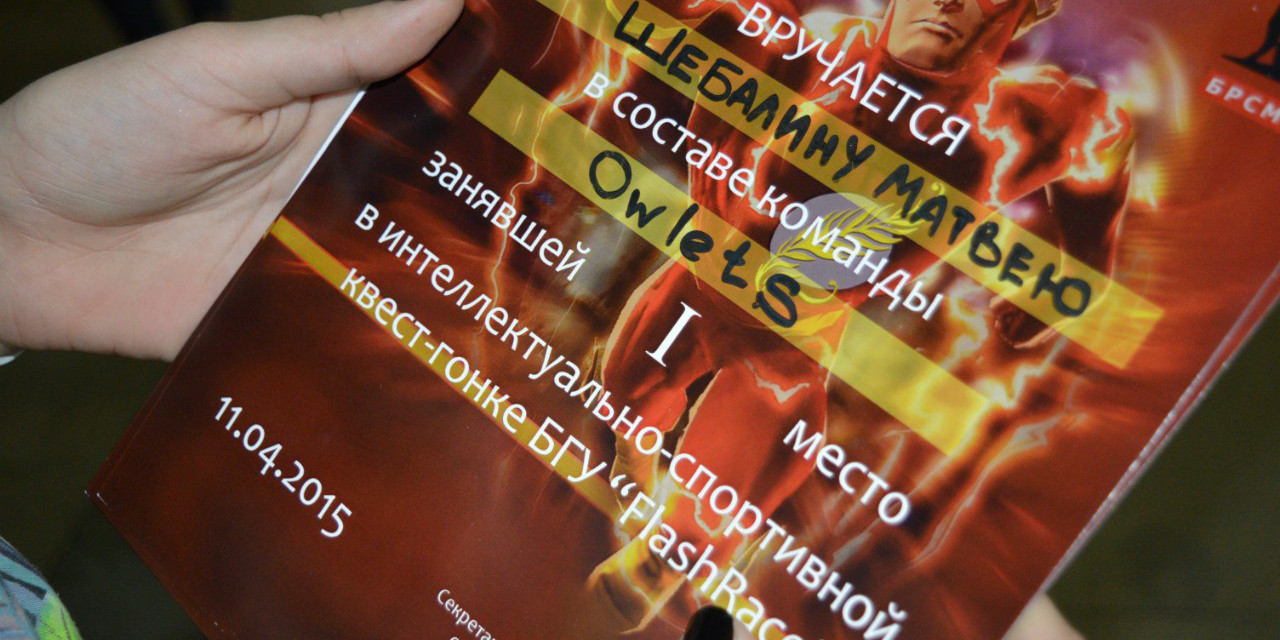 БРСМ
ВРУЧАЕТСЯ
ШЕБАЛИНУ МАТВЕЮ
в составе команды
OwletS
занявшей
I место
в интеллектуально-спортивной
квест-гонке БГУ “FlashRace
11.04.2015